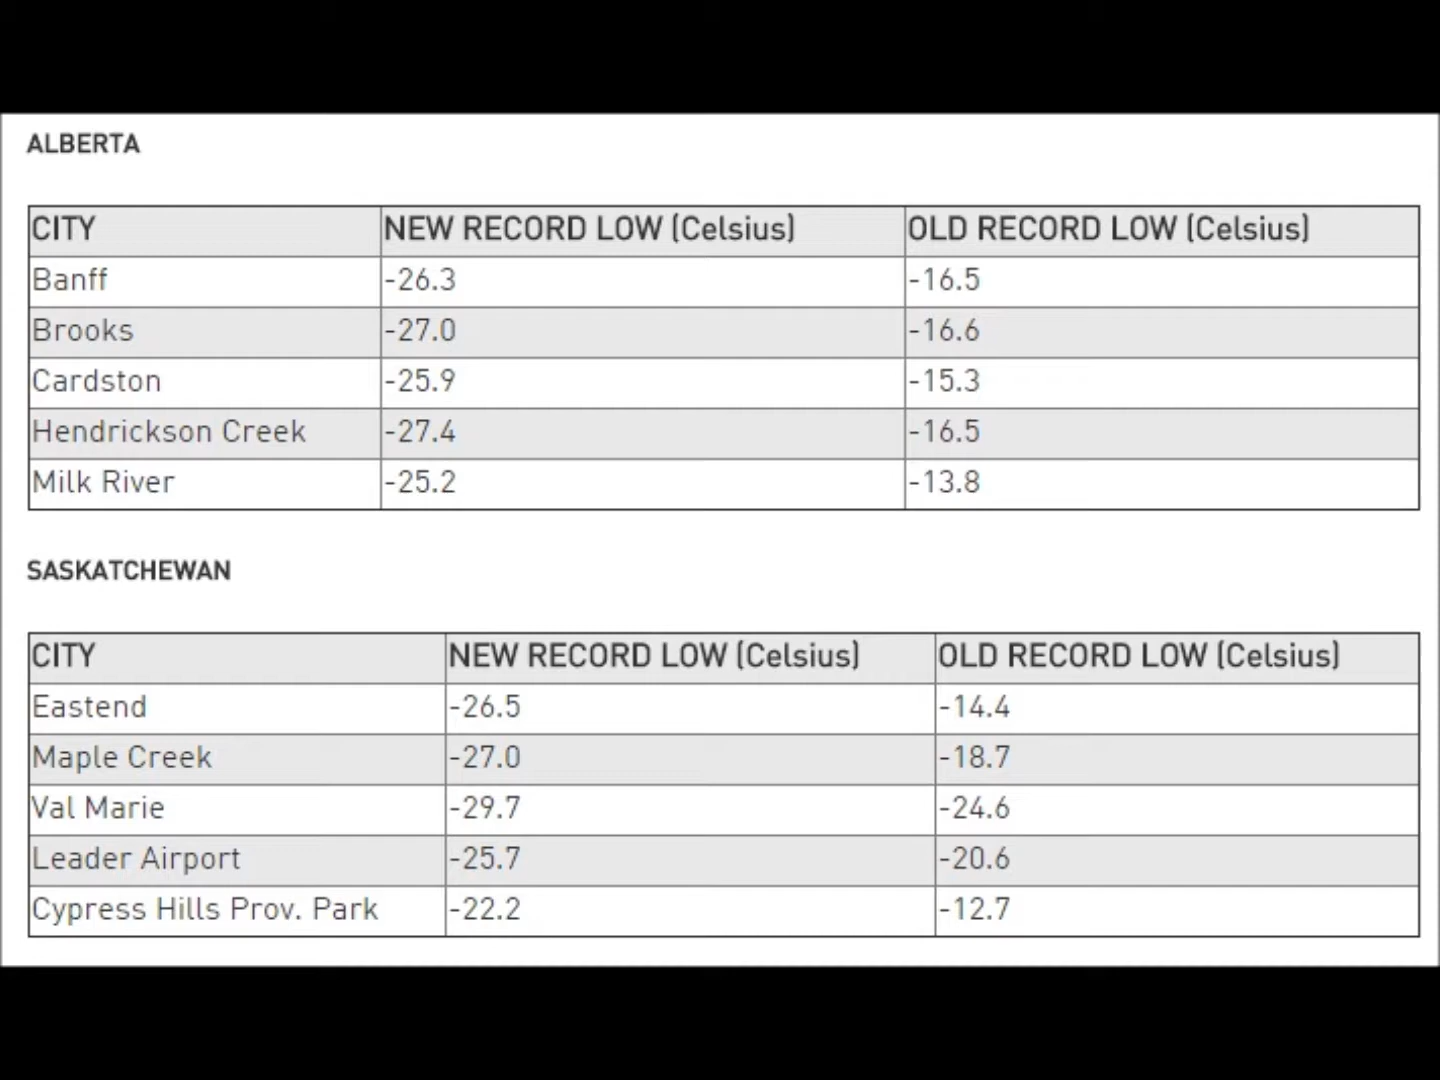 ALBERTA
CITY NEW RECORD LOW (Celsius) OLD RECORD LOW (Celsius)
Banff -26.3 -16.5
Brooks -27.0 -16.6
Cardston -25.9 -15.3
Hendrickson Creek -27.4 -16.5
Milk River -25.2 -13.8
SASKATCHEWAN
CITY NEW RECORD LOW (Celsius) OLD RECORD LOW (Celsius)
Eastend -26.5 -14.4
Maple Creek -27.0 -18.7
Val Marie -29.7 -24.6
Leader Airport -25.7 -20.6
Cypress Hills Prov. Park -22.2 -12.7